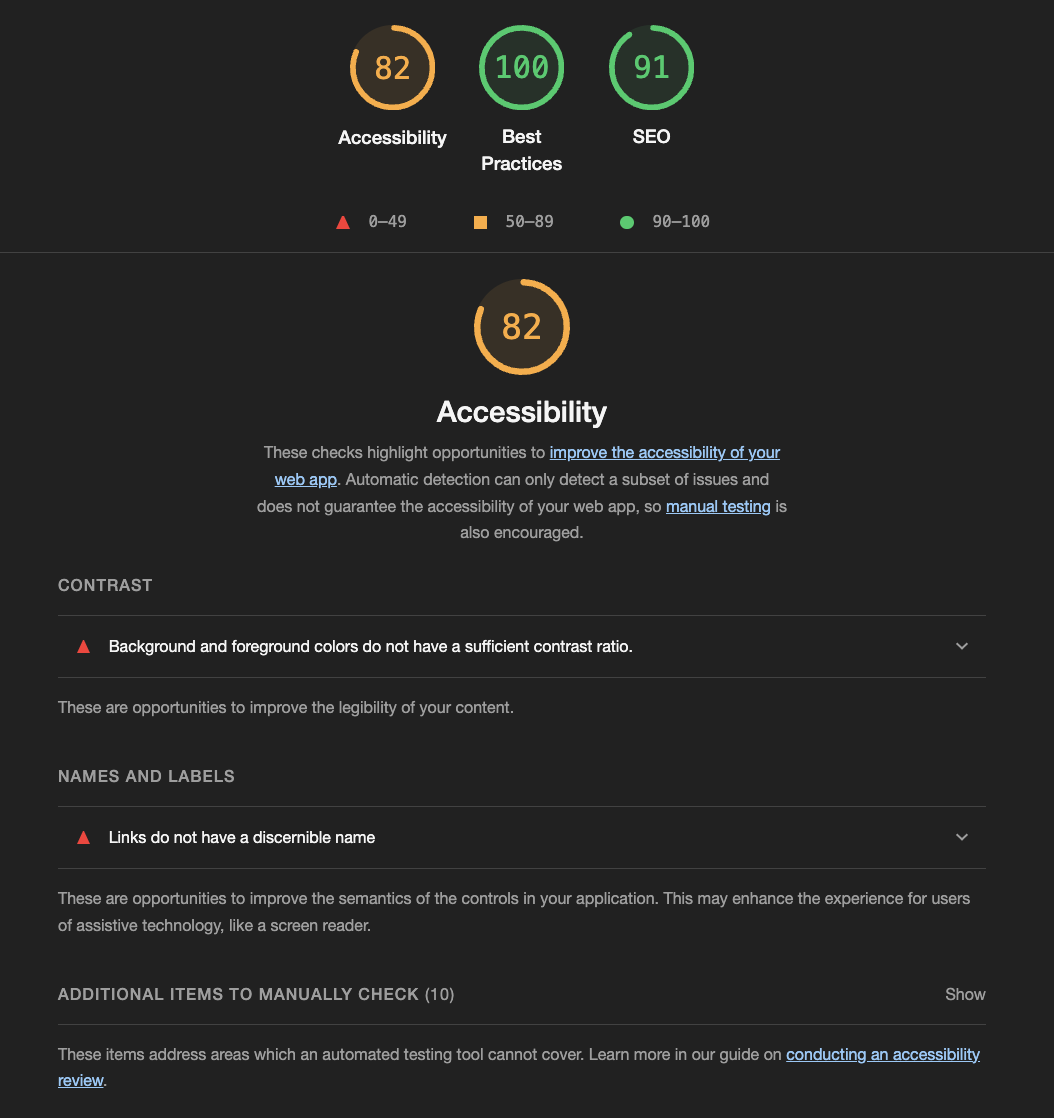 82
100
91
Accessibility
Best
Practices
SEO
0–49
50–89
90–100
82
Accessibility
These checks highlight opportunities to improve the accessibility of your
web app. Automatic detection can only detect a subset of issues and
does not guarantee the accessibility of your web app, so manual testing is
also encouraged.
CONTRAST
Background and foreground colors do not have a sufficient contrast ratio.
These are opportunities to improve the legibility of your content.
NAMES AND LABELS
Links do not have a discernible name
These are opportunities to improve the semantics of the controls in your application. This may enhance the experience for users
of assistive technology, like a screen reader.
ADDITIONAL ITEMS TO MANUALLY CHECK (10)
Show
These items address areas which an automated testing tool cannot cover. Learn more in our guide on conducting an accessibility
review.